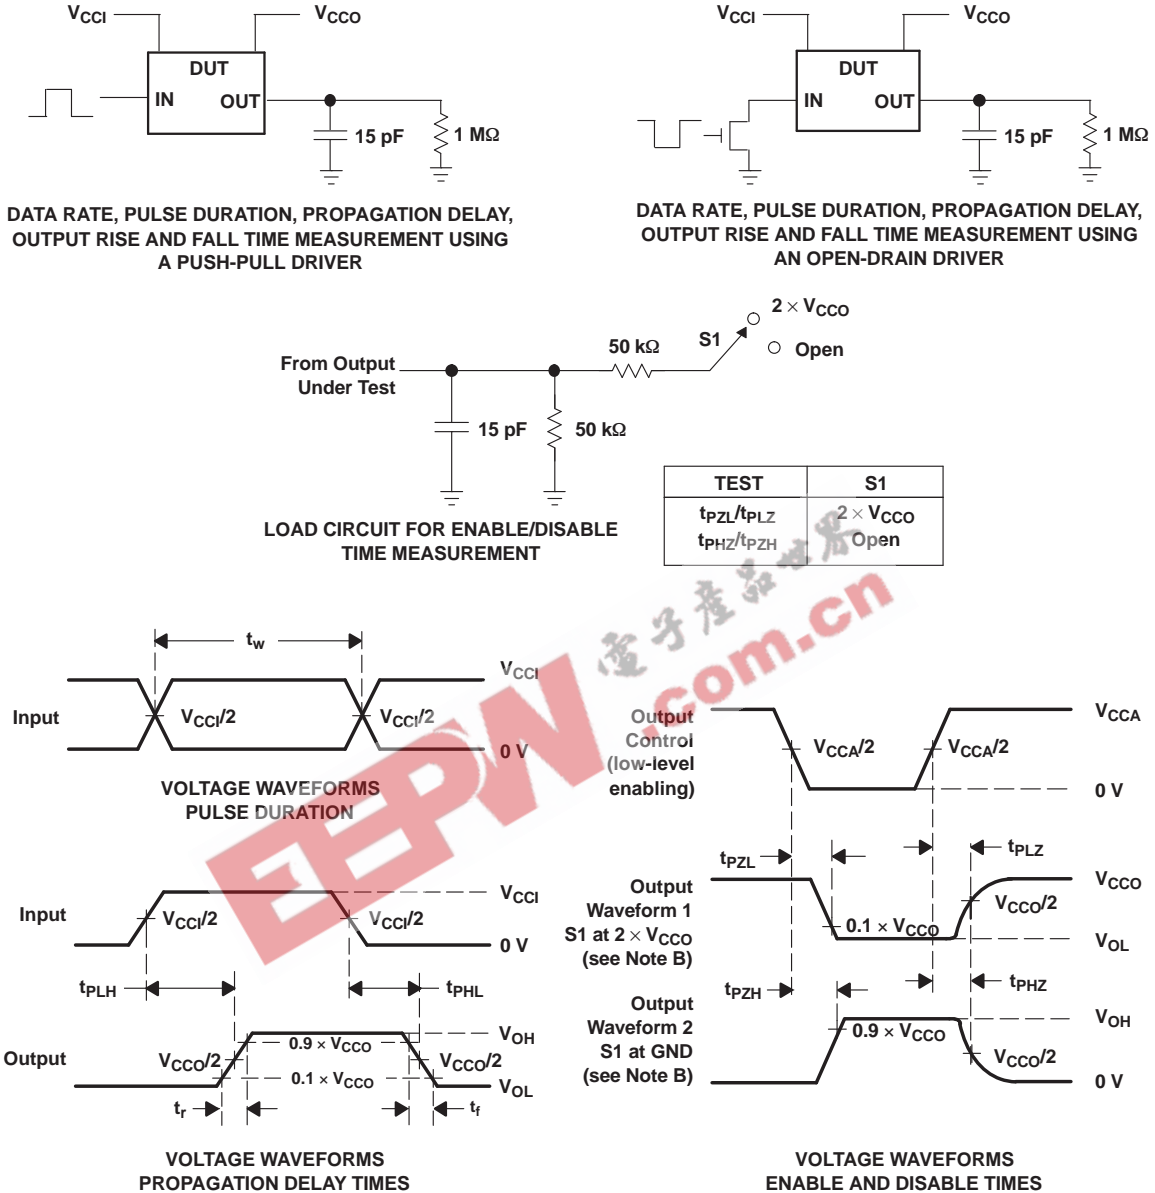 VCCI VCCO
DUT
IN OUT
15 pF 1 MΩ
DATA RATE, PULSE DURATION, PROPAGATION DELAY,
OUTPUT RISE AND FALL TIME MEASUREMENT USING
A PUSH-PULL DRIVER
VCCI VCCO
DUT
IN OUT
15 pF 1 MΩ
DATA RATE, PULSE DURATION, PROPAGATION DELAY,
OUTPUT RISE AND FALL TIME MEASUREMENT USING
AN OPEN-DRAIN DRIVER
2 × VCCO
S1
Open
50 kΩ
From Output
Under Test
15 pF 50 kΩ
LOAD CIRCUIT FOR ENABLE/DISABLE
TIME MEASUREMENT
TEST S1
tPZL/tPLZ 2 × VCCO
tPHZ/tPZH Open
電子產品世界
EEPW.com.cn
tw
VCCI
Input VCCI/2 VCCI/2
0 V
VOLTAGE WAVEFORMS
PULSE DURATION
VCCI
Input VCCI/2 VCCI/2
0 V
tPLH tPHL
VOH
0.9 × VCCO
Output VCCO/2 VCCO/2
0.1 × VCCO
VOL
tr tf
VOLTAGE WAVEFORMS
PROPAGATION DELAY TIMES
Output
Control
(low-level
enabling)
VCCA
VCCA/2 VCCA/2
0 V
tPZL tPLZ
Output
Waveform 1
S1 at 2 × VCCO
(see Note B)
VCCO
VCCO/2
0.1 × VCCO
VOL
tPZH tPHZ
Output
Waveform 2
S1 at GND
(see Note B)
VOH
0.9 × VCCO
VCCO/2
0 V
VOLTAGE WAVEFORMS
ENABLE AND DISABLE TIMES